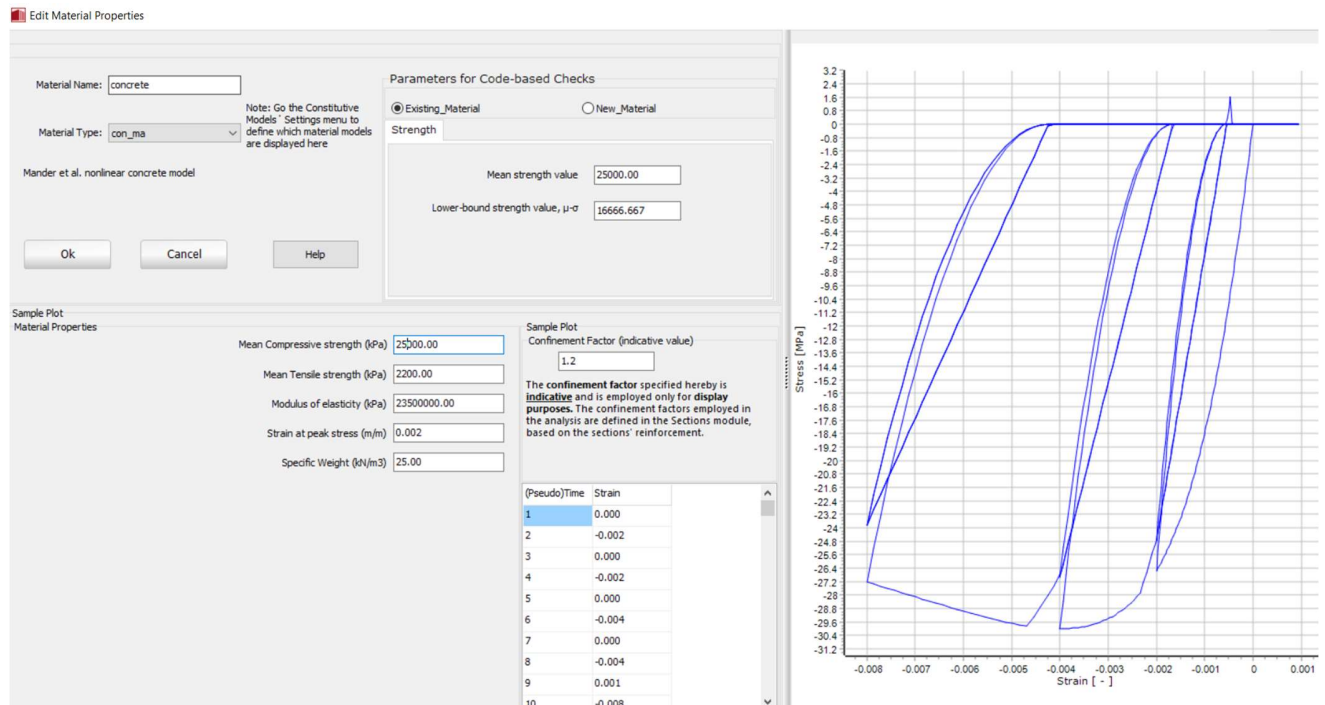 Edit Material Properties
Material Name: concrete
Material Type: con_ma
Note: Go the Constitutive
Models` Settings menu to
define which material models
are displayed here
Mander et al. nonlinear concrete model
Ok Cancel Help
Parameters for Code-based Checks
Existing_Material New_Material
Strength
Mean strength value 25000.00
Lower-bound strength value, μ-σ 16666.667
Sample Plot
Material Properties
Mean Compressive strength (kPa) 25000.00
Mean Tensile strength (kPa) 2200.00
Modulus of elasticity (kPa) 23500000.00
Strain at peak stress (m/m) 0.002
Specific Weight (kN/m3) 25.00
Sample Plot
Confinement Factor (indicative value)
1.2
The confinement factor specified hereby is
indicative and is employed only for display
purposes. The confinement factors employed in
the analysis are defined in the Sections module,
based on the sections' reinforcement.
(Pseudo)Time Strain
1 0.000
2 -0.002
3 0.000
4 -0.002
5 0.000
6 -0.004
7 0.000
8 -0.004
9 0.001
10 -0.008
Stress [MPa]
3.2
2.4
1.6
0.8
0
-0.8
-1.6
-2.4
-3.2
-4
-4.8
-5.6
-6.4
-7.2
-8
-8.8
-9.6
-10.4
-11.2
-12
-12.8
-13.6
-14.4
-15.2
-16
-16.8
-17.6
-18.4
-19.2
-20
-20.8
-21.6
-22.4
-23.2
-24
-24.8
-25.6
-26.4
-27.2
-28
-28.8
-29.6
-30.4
-31.2
-0.008 -0.007 -0.006 -0.005 -0.004 -0.003 -0.002 -0.001 0 0.001
Strain [ - ]